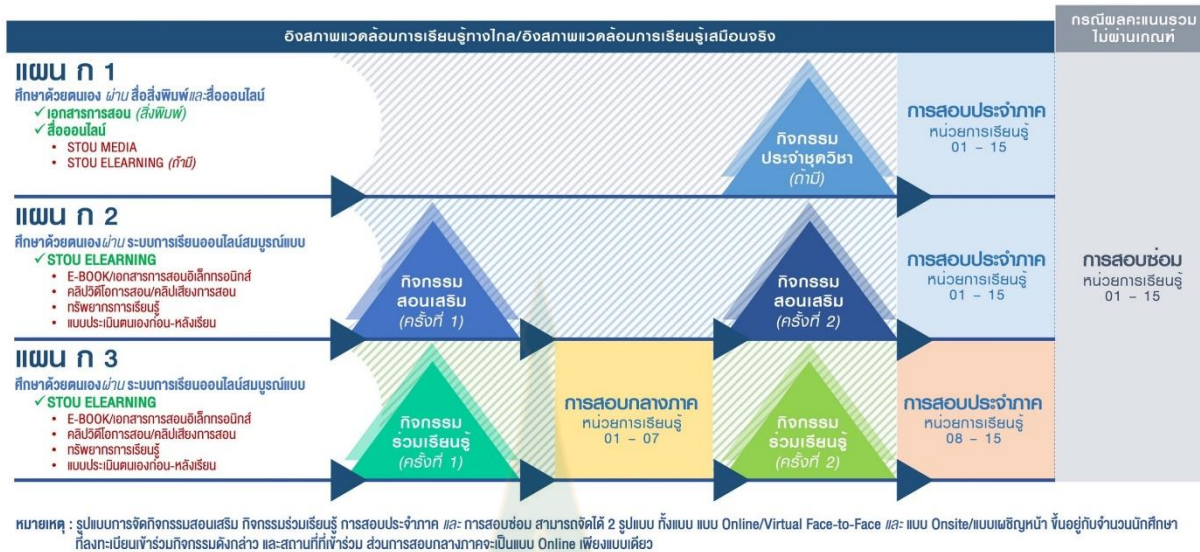 อิงสภาพแวดล้อมการเรียนรู้ทางไกล/อิงสภาพแวดล้อมการเรียนรู้เสมือนจริง
กรณีผลคะแนนรวม
ไม่ผ่านเกณฑ์
แผน ก 1
ศึกษาด้วยตนเอง ผ่าน สื่อสิ่งพิมพ์และสื่อออนไลน์
✓ เอกสารการสอน (สิ่งพิมพ์)
✓ สื่อออนไลน์
• STOU MEDIA
• STOU ELEARNING (ถ้ามี)
กิจกรรม
ประจำชุดวิชา
(ถ้ามี)
การสอบประจำภาค
หน่วยการเรียนรู้
01 - 15
แผน ก 2
ศึกษาด้วยตนเองผ่าน ระบบการเรียนออนไลน์สมบูรณ์แบบ
✓ STOU ELEARNING
• E-BOOK/เอกสารการสอนอิเล็กทรอนิกส์
• คลิปวิดีโอการสอน/คลิปเสียงการสอน
• ทรัพยากรการเรียนรู้
• แบบประเมินตนเองก่อน-หลังเรียน
กิจกรรม
สอนเสริม
(ครั้งที่ 1)
กิจกรรม
สอนเสริม
(ครั้งที่ 2)
การสอบประจำภาค
หน่วยการเรียนรู้
01 - 15
การสอบซ่อม
หน่วยการเรียนรู้
01 - 15
แผน ก 3
ศึกษาด้วยตนเองผ่าน ระบบการเรียนออนไลน์สมบูรณ์แบบ
✓ STOU ELEARNING
• E-BOOK/เอกสารการสอนอิเล็กทรอนิกส์
• คลิปวิดีโอการสอน/คลิปเสียงการสอน
• ทรัพยากรการเรียนรู้
• แบบประเมินตนเองก่อน-หลังเรียน
กิจกรรม
ร่วมเรียนรู้
(ครั้งที่ 1)
การสอบกลางภาค
หน่วยการเรียนรู้
01 - 07
กิจกรรม
ร่วมเรียนรู้
(ครั้งที่ 2)
การสอบประจำภาค
หน่วยการเรียนรู้
08 - 15
หมายเหตุ : รูปแบบการจัดกิจกรรมสอนเสริม กิจกรรมร่วมเรียนรู้ การสอบประจำภาค และ การสอบซ่อม สามารถจัดได้ 2 รูปแบบ ทั้งแบบ แบบ Online/Virtual Face-to-Face และ แบบ Onsite/แบบเผชิญหน้า ขึ้นอยู่กับจำนวนนักศึกษา
ที่ลงทะเบียนเข้าร่วมกิจกรรมดังกล่าว และสถานที่ที่เข้าร่วม ส่วนการสอบกลางภาคจะเป็นแบบ Online เพียงแบบเดียว